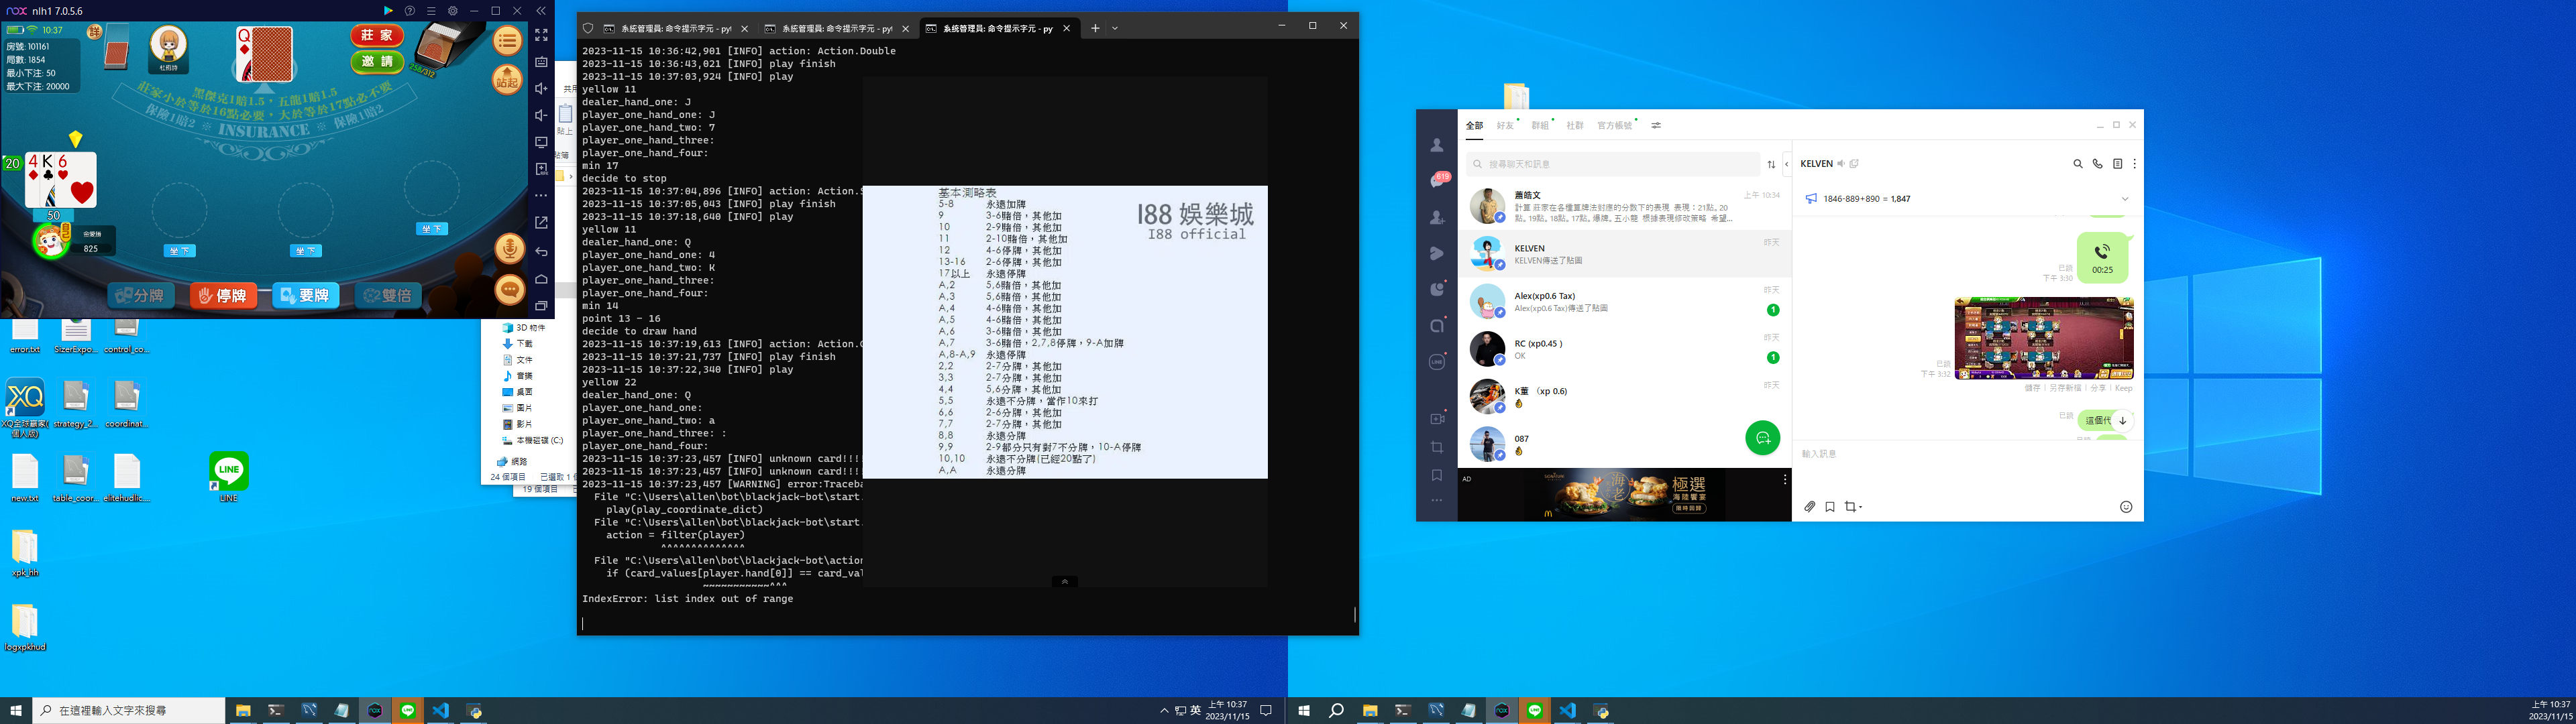 nox nlh1 7.0.5.6
10:37
房號: 101161
局數: 1854
最小下注: 50
最大下注: 20000
詳
莊 家
邀 請
站起
黑傑克1賠1.5，五龍1賠1.5
莊家小於等於16點必要，大於等於17點必不要
保險1賠2 INSURANCE 保險1賠2
20
4 K 6
50
自己
825
坐 下
坐 下
坐 下
分牌
停牌
要牌
雙倍
error.txt
SizerExpo...
control_co...
XQ全球贏家(個人版)
strategy_2...
coordinat...
new.txt
table_coor...
elitehudlic...
LINE
xpk_hh
logxpkhud
3D 物件
下載
文件
音樂
桌面
圖片
影片
本機磁碟 (C:)
網路
24 個項目
已選取 1
19 個項目
系統管理員: 命令提示字元 - pyt
系統管理員: 命令提示字元 - pyt
系統管理員: 命令提示字元 - py
2023-11-15 10:36:42,901 [INFO] action: Action.Double
2023-11-15 10:36:43,021 [INFO] play finish
2023-11-15 10:37:03,924 [INFO] play
yellow 11
dealer_hand_one: J
player_one_hand_one: J
player_one_hand_two: 7
player_one_hand_three:
player_one_hand_four:
min 17
decide to stop
2023-11-15 10:37:04,896 [INFO] action: Action.S
2023-11-15 10:37:05,043 [INFO] play finish
2023-11-15 10:37:18,640 [INFO] play
yellow 11
dealer_hand_one: Q
player_one_hand_one: 4
player_one_hand_two: K
player_one_hand_three:
player_one_hand_four:
min 14
point 13 - 16
decide to draw hand
2023-11-15 10:37:19,613 [INFO] action: Action.
2023-11-15 10:37:21,737 [INFO] play finish
2023-11-15 10:37:22,340 [INFO] play
yellow 22
dealer_hand_one: Q
player_one_hand_one:
player_one_hand_two: a
player_one_hand_three: :
player_one_hand_four:
2023-11-15 10:37:23,457 [INFO] unknown card!!!!
2023-11-15 10:37:23,457 [INFO] unknown card!!!!
2023-11-15 10:37:23,457 [WARNING] error:Traceba
File "C:\Users\allen\bot\blackjack-bot\start.
play(play_coordinate_dict)
File "C:\Users\allen\bot\blackjack-bot\start.
action = filter(player)
^^^^^^^^^^^^^^
File "C:\Users\allen\bot\blackjack-bot\action
if (card_values[player.hand[0]] == card_val
~~~~~~~~~~~^^^
IndexError: list index out of range
基本測略表
5-8 永遠加牌
9 3-6賭倍，其他加
10 2-9賭倍，其他加
11 2-10賭倍，其他加
12 4-6停牌，其他加
13-16 2-6停牌，其他加
17以上 永遠停牌
A,2 5,6賭倍，其他加
A,3 5,6賭倍，其他加
A,4 4-6賭倍，其他加
A,5 4-6賭倍，其他加
A,6 3-6賭倍，其他加
A,7 3-6賭倍，2,7,8停牌，9-A加牌
A,8-A,9 永遠停牌
2,2 2-7分牌，其他加
3,3 2-7分牌，其他加
4,4 5,6分牌，其他加
5,5 永遠不分牌，當作10來打
6,6 2-6分牌，其他加
7,7 2-7分牌，其他加
8,8 永遠分牌
9,9 2-9都分只有對7不分牌，10-A停牌
10,10 永遠不分牌(已經20點了)
A,A 永遠分牌
I88 娛樂城
I88 official
全部 好友 群組 社群 官方帳號
搜尋聊天和訊息
619
蕭皓文
上午 10:34
計算 莊家在各種算牌法封應的分數下的表現 表現：21點, 20
點, 19點, 18點, 17點, 爆牌, 五小龍 根據表現修改策略 希望...
KELVEN
昨天
KELVEN傳送了貼圖
Alex(xp0.6 Tax)
昨天
Alex(xp0.6 Tax)傳送了貼圖
1
RC (xp0.45 )
昨天
OK
1
K董 (xp 0.6)
昨天
087
AD
極選
海陸饗宴
限時回歸
KELVEN
1846-889+890 = 1,847
已讀
下午 3:30
00:25
已讀
下午 3:32
儲存 | 另存新檔 | 分享 | Keep
已讀
這個代
輸入訊息
在這裡輸入文字來搜尋
英
上午 10:37
2023/11/15
上午 10:37
2023/11/15